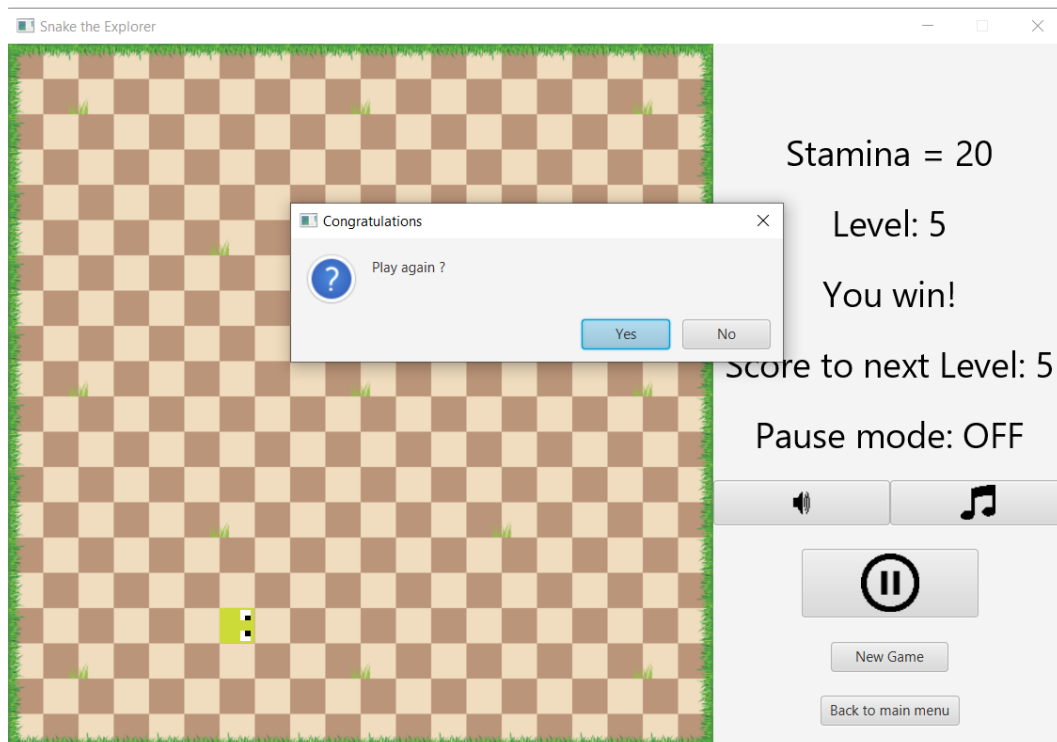 Snake the Explorer
Stamina = 20
Level: 5
You win!
Score to next Level: 5
Pause mode: OFF
New Game
Back to main menu
Congratulations
Play again ?
Yes
No